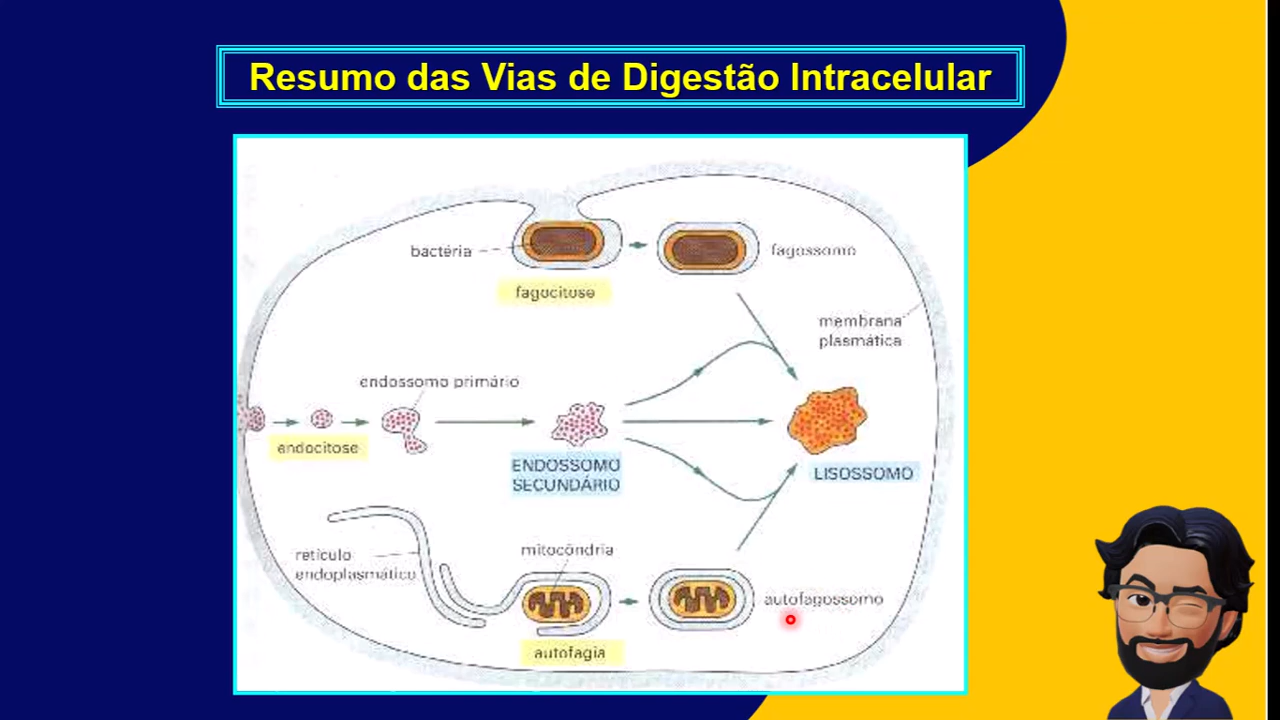 Resumo das Vias de Digestão Intracelular
bactéria
fagossomo
fagocitose
membrana
plasmática
endossomo primário
endocitose
ENDOSSOMO
SECUNDÁRIO
LISOSSOMO
retículo
endoplasmático
mitocôndria
autofagossomo
autofagia